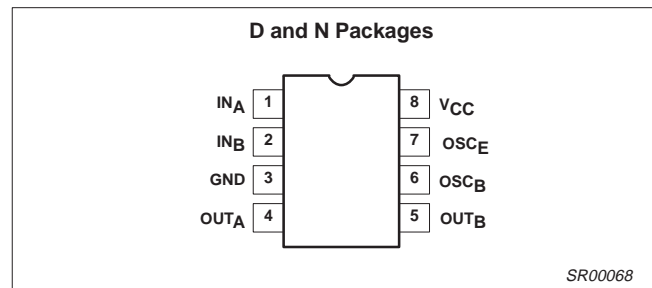 D and N Packages
INA 1 8 VCC
INB 2 7 OSCE
GND 3 6 OSCB
OUTA 4 5 OUTB
SR00068